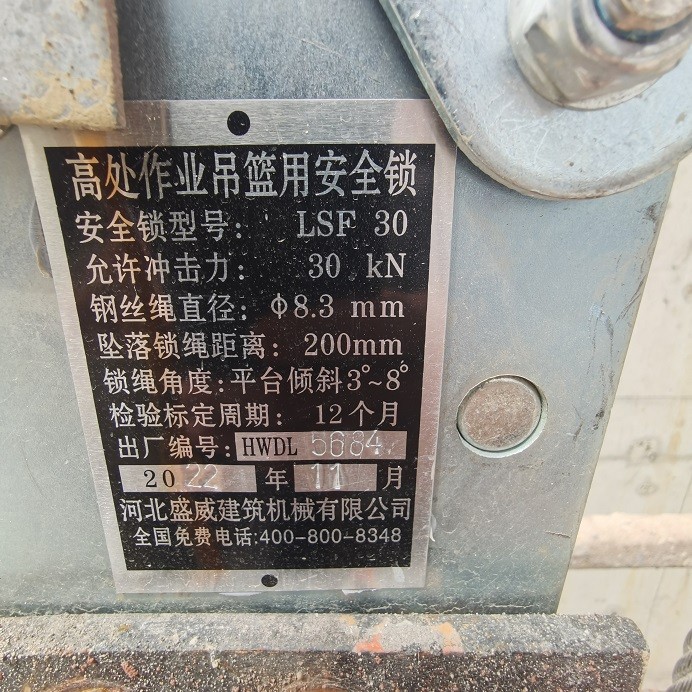 高处作业吊篮用安全锁
安全锁型号: LSF 30
允许冲击力: 30 kN
钢丝绳直径: Φ8.3 mm
坠落锁绳距离: 200mm
锁绳角度:平台倾斜3°~8°
检验标定周期: 12个月
出厂编号: HWDL 5684
2022 年 11 月
河北盛威建筑机械有限公司
全国免费电话:400-800-8348